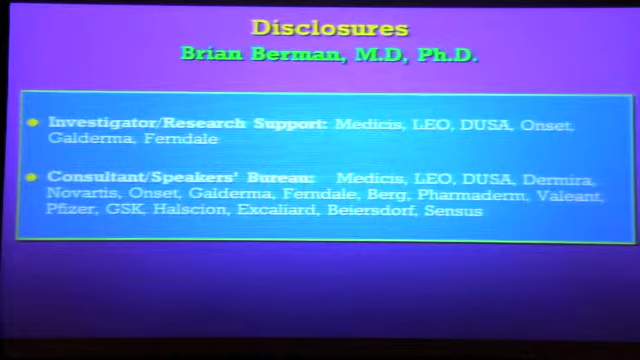 Disclosures
Brian Berman, M.D, Ph.D.
Investigator/Research Support: Medicis, LEO, DUSA, Onset,
Galderma, Ferndale
Consultant/Speakers' Bureau: Medicis, LEO, DUSA, Dermira,
Novartis, Onset, Galderma, Ferndale, Berg, Pharmaderm, Valeant,
Pfizer, GSK, Halscion, Excaliard, Beiersdorf, Sensus